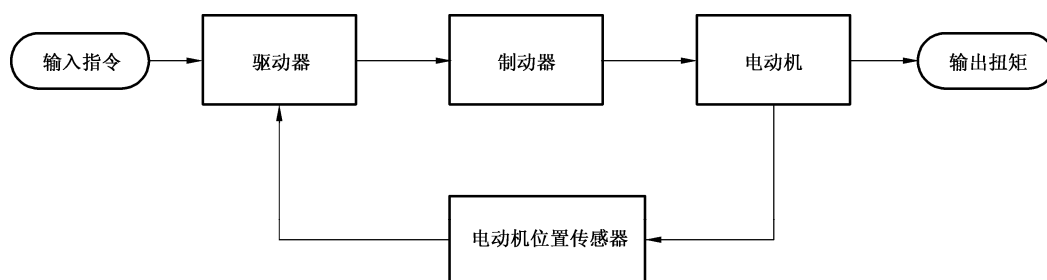 输入指令
驱动器
制动器
电动机
输出扭矩
电动机位置传感器